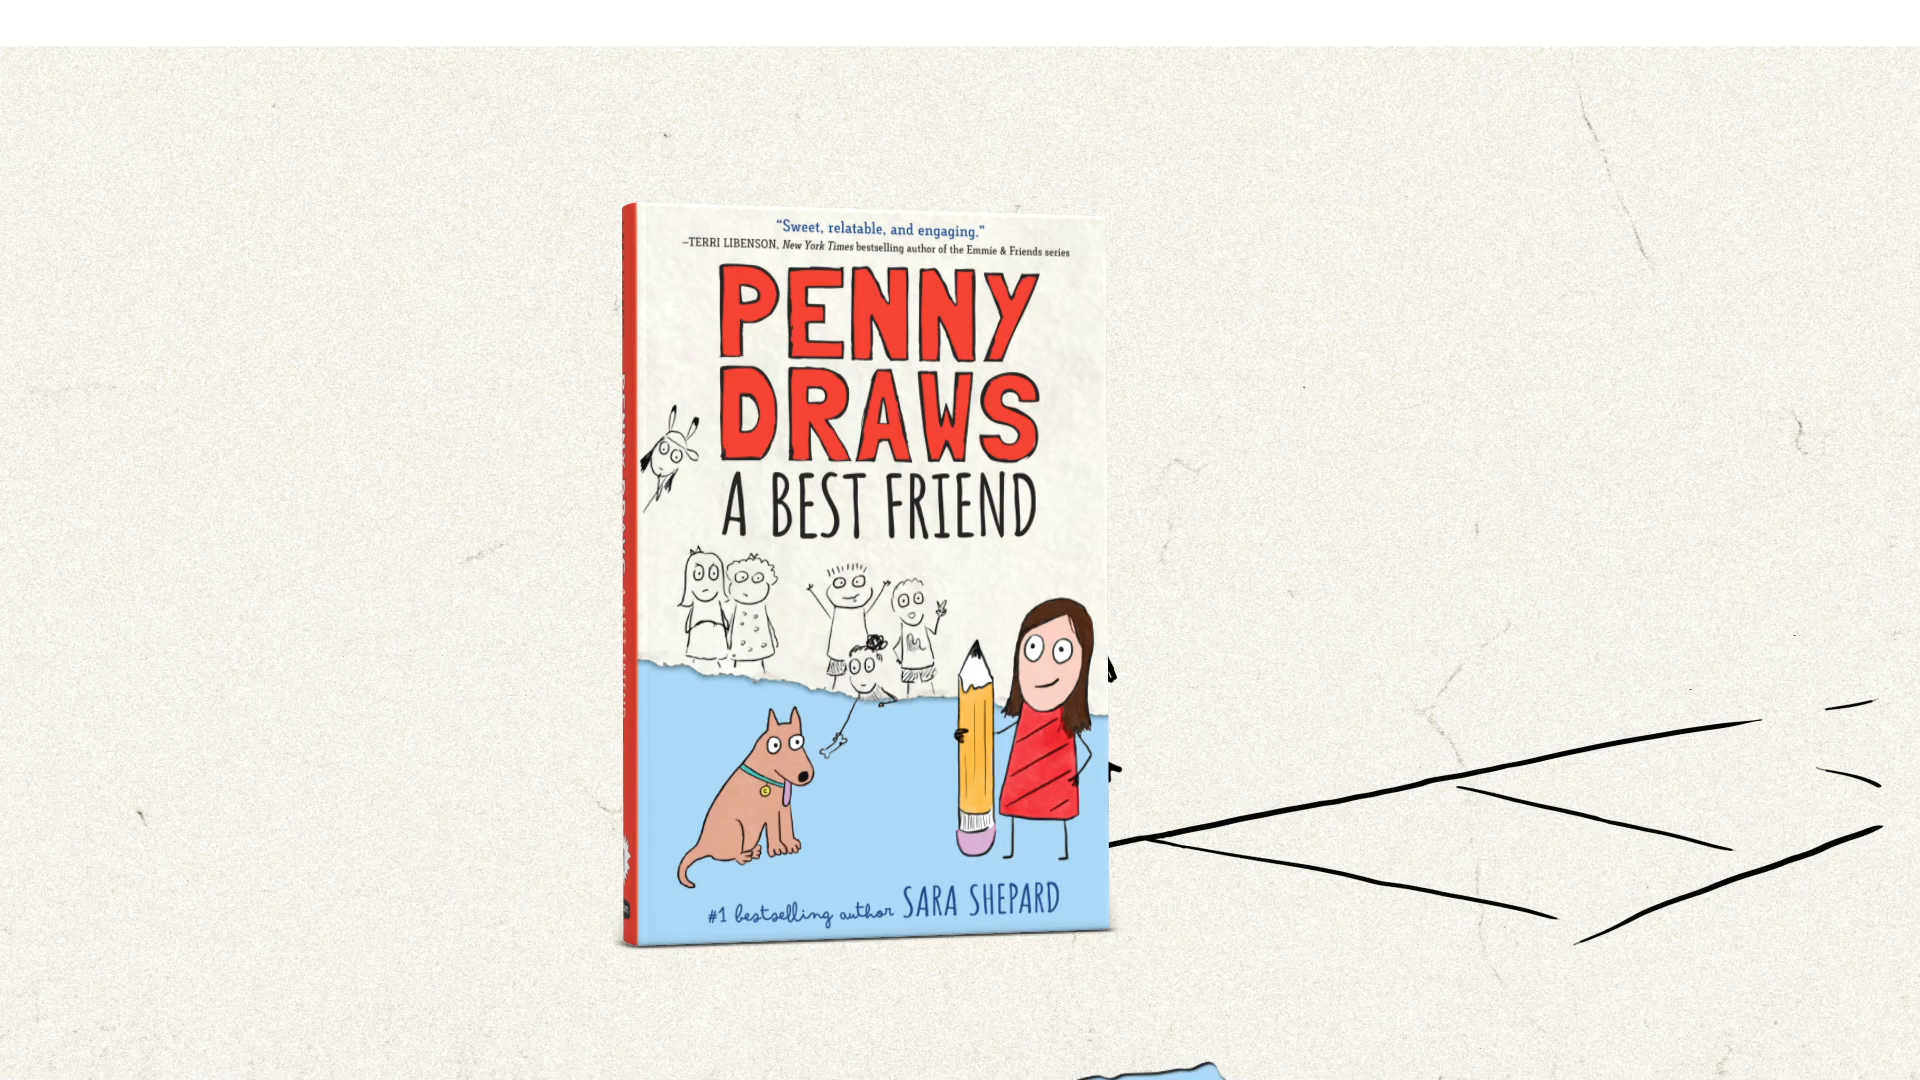 “Sweet, relatable, and engaging.”
–TERRI LIBENSON, New York Times bestselling author of the Emmie & Friends series
PENNY
DRAWS
A BEST FRIEND
#1 bestselling author SARA SHEPARD